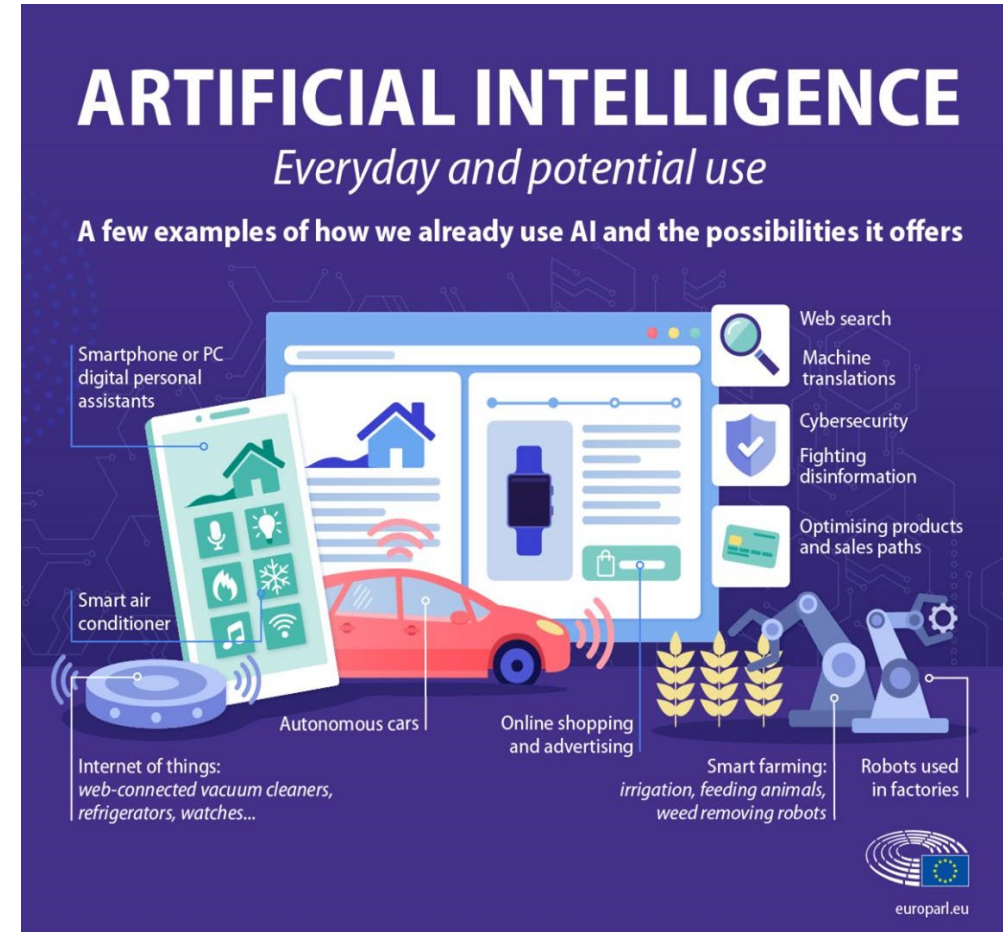 ARTIFICIAL INTELLIGENCE
Everyday and potential use
A few examples of how we already use AI and the possibilities it offers
Smartphone or PC
digital personal
assistants
Web search
Machine
translations
Cybersecurity
Fighting
disinformation
Optimising products
and sales paths
Smart air
conditioner
Autonomous cars
Online shopping
and advertising
Internet of things:
web-connected vacuum cleaners,
refrigerators, watches...
Smart farming:
irrigation, feeding animals,
weed removing robots
Robots used
in factories
europarl.eu